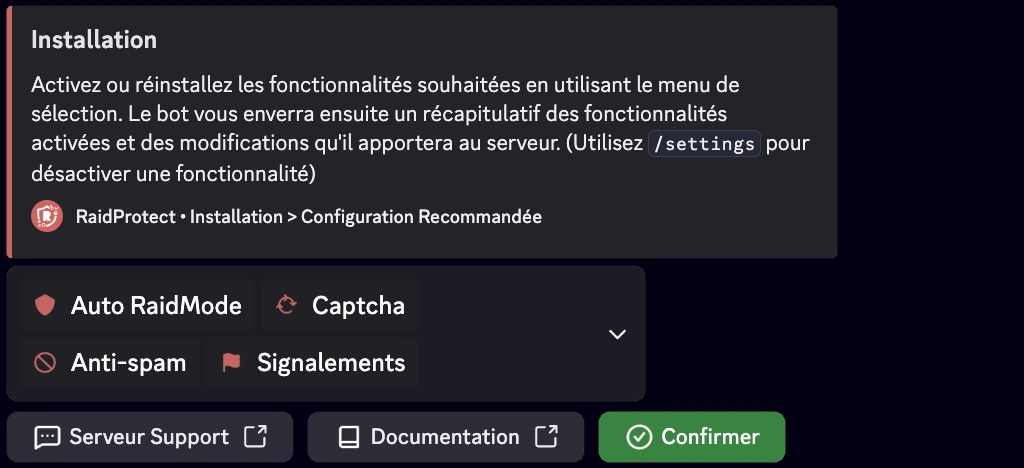 Installation
Activez ou réinstallez les fonctionnalités souhaitées en utilisant le menu de
sélection. Le bot vous enverra ensuite un récapitulatif des fonctionnalités
activées et des modifications qu'il apportera au serveur. (Utilisez /settings pour
désactiver une fonctionnalité)
RaidProtect • Installation > Configuration Recommandée
Auto RaidMode Captcha
Anti-spam Signalements
Serveur Support Documentation Confirmer